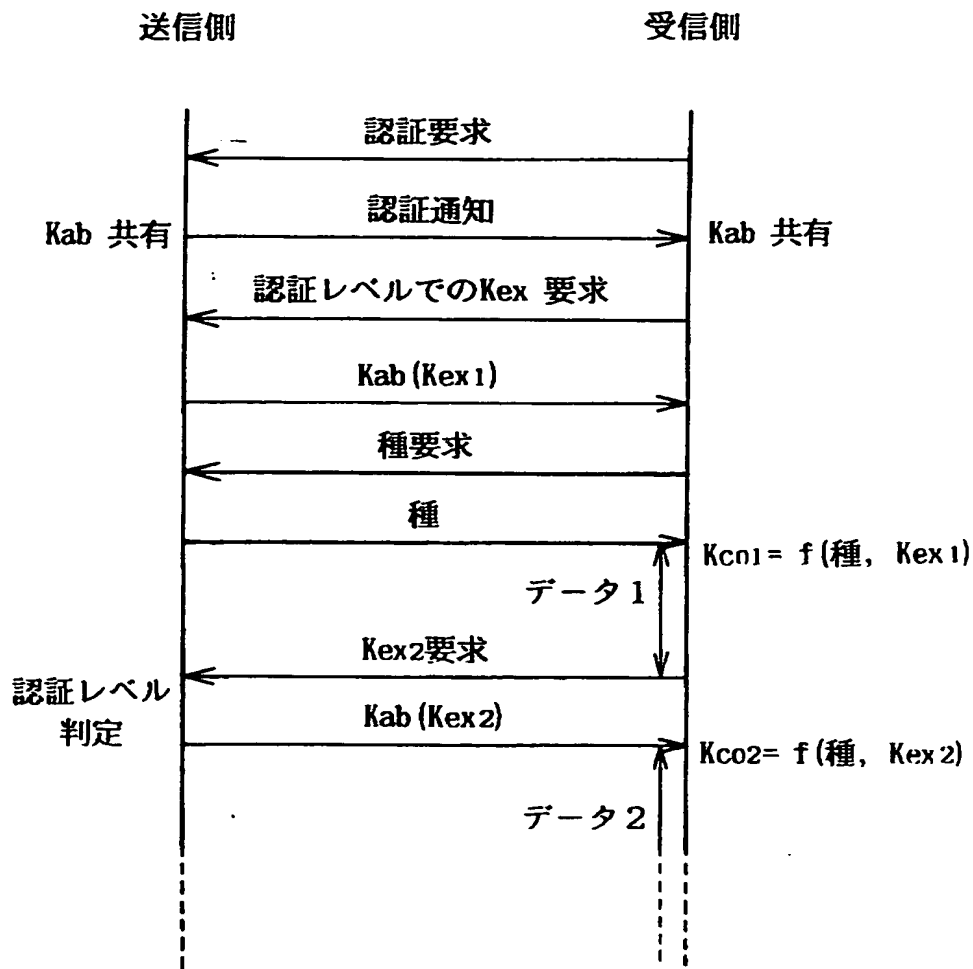 送信側
受信側
認証要求
Kab 共有
認証通知
Kab 共有
認証レベルでのKex 要求
Kab(Kex1)
種要求
種
Kco1= f(種, Kex1)
データ1
Kex2要求
認証レベル
判定
Kab(Kex2)
Kco2= f(種, Kex2)
データ2